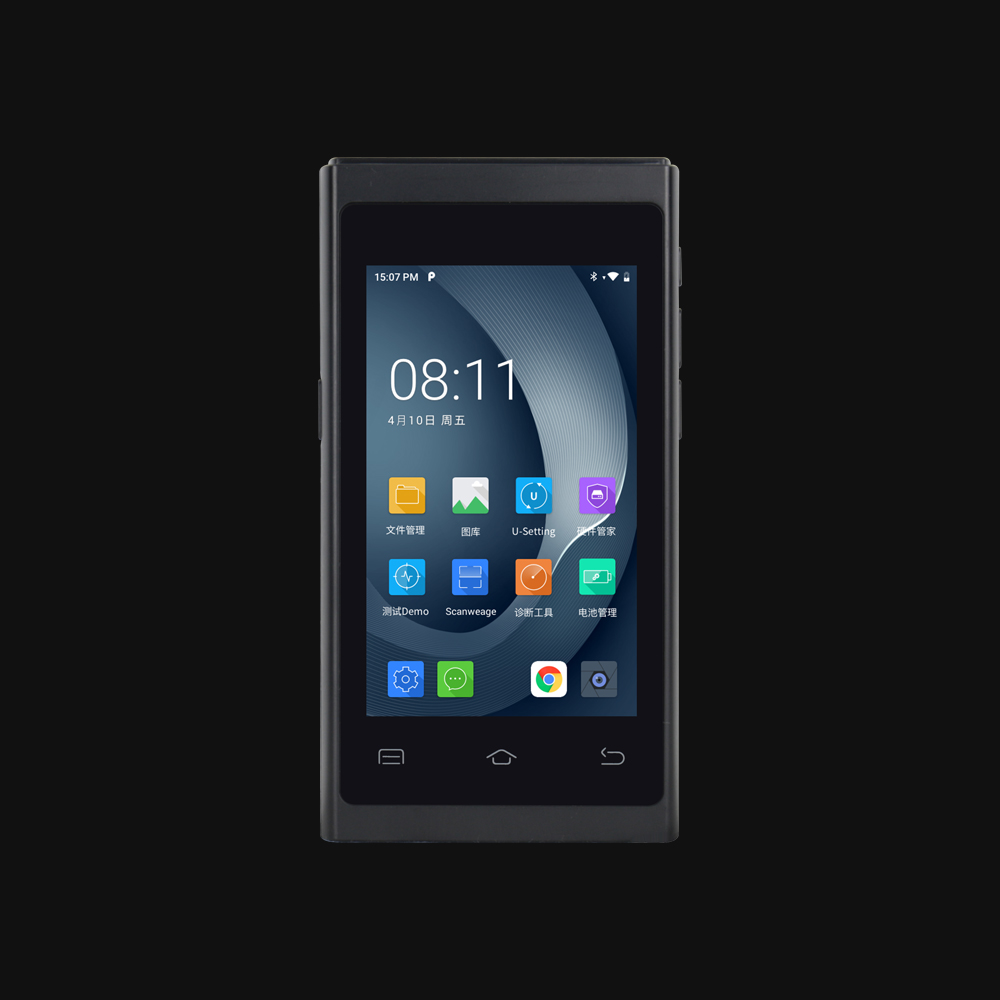 15:07 PM
08:11
4月10日 周五
文件管理 图库 U-Setting 硬件管家
U
测试Demo Scanweage 诊断工具 电池管理